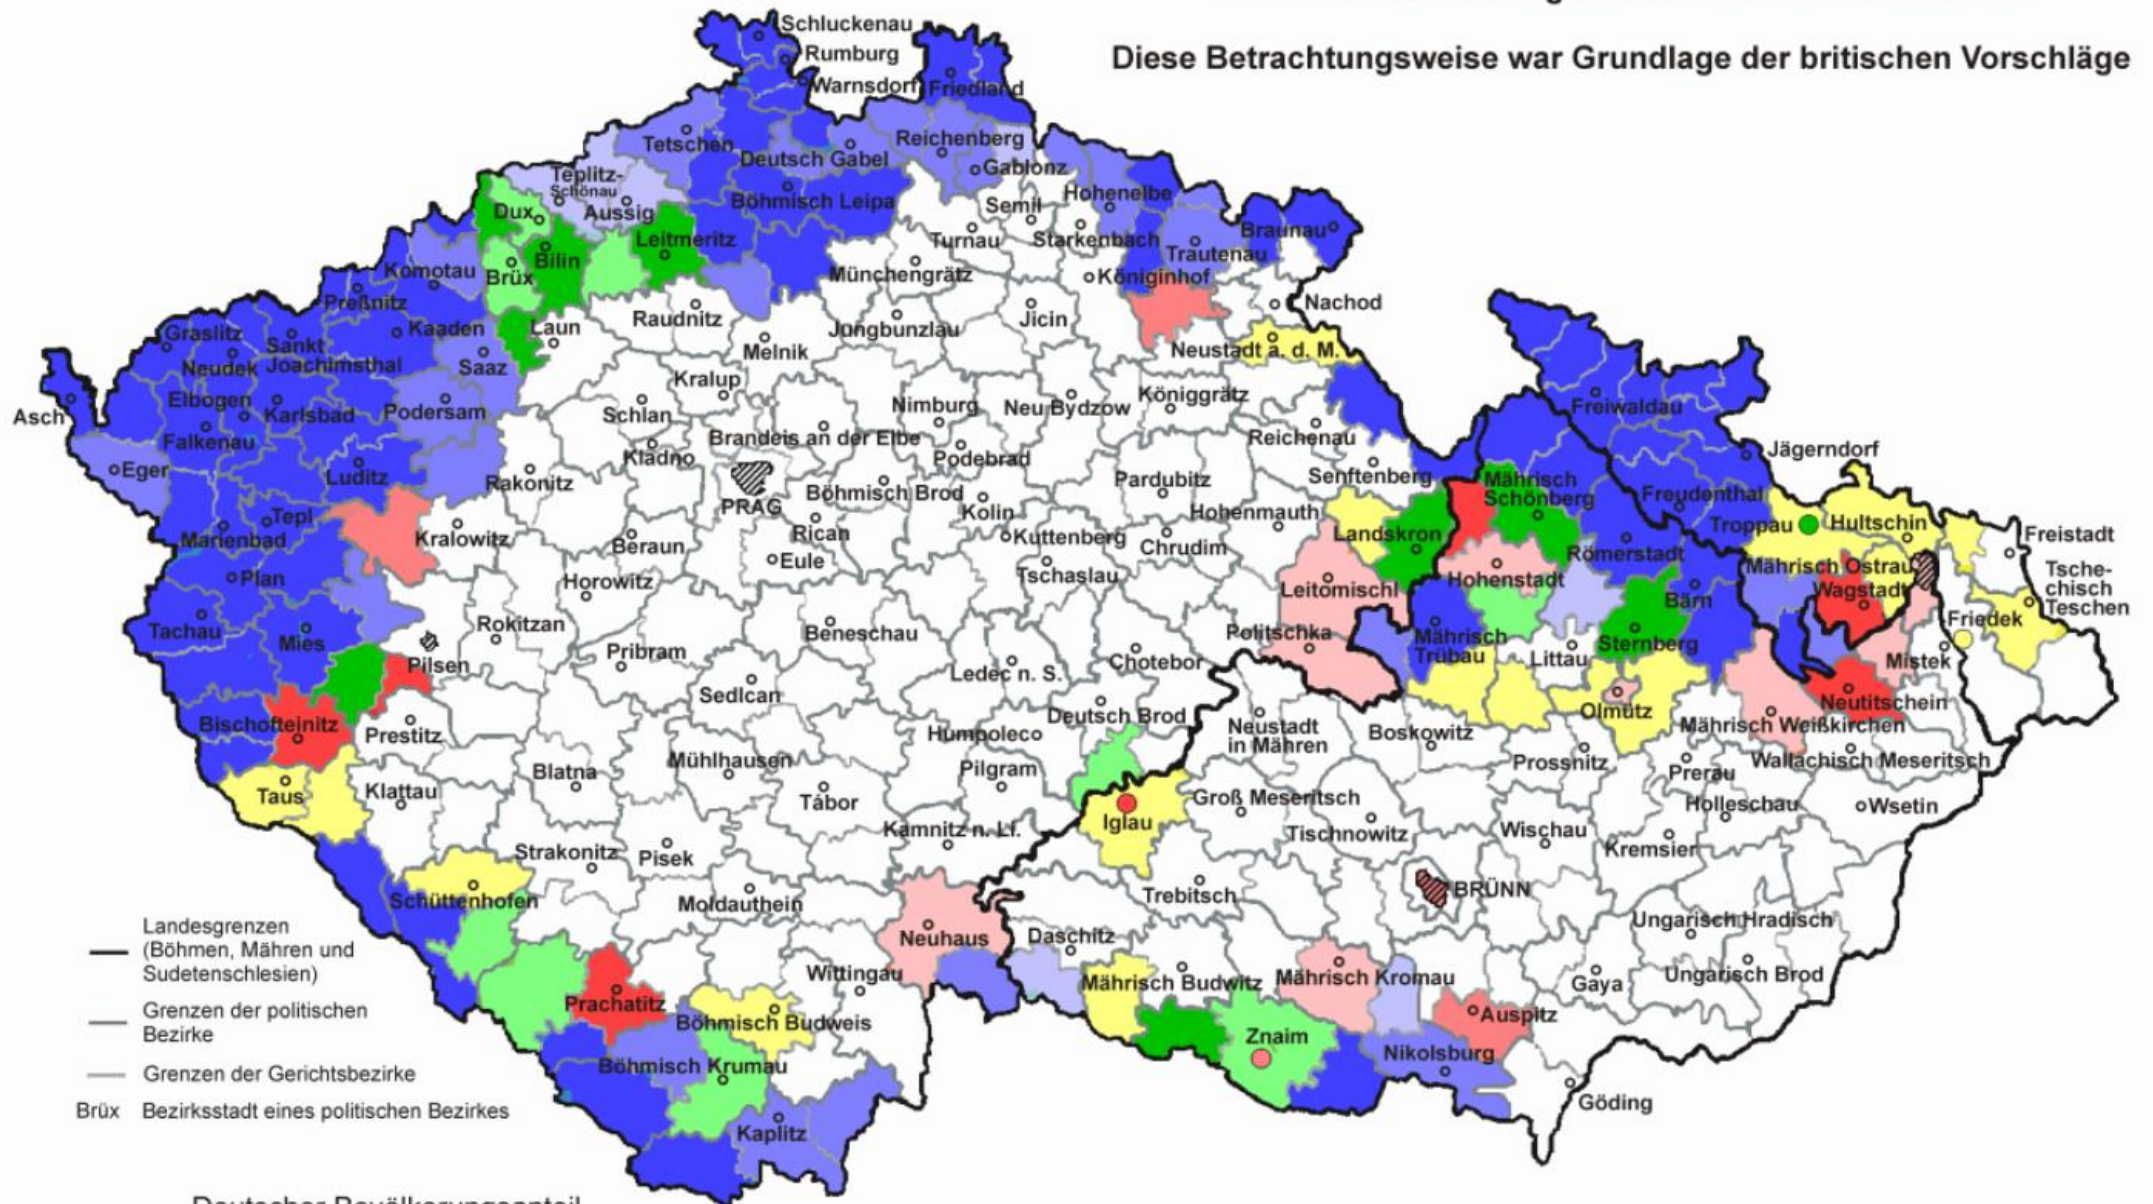 Diese Betrachtungsweise war Grundlage der britischen Vorschläge
Schluckenau
Rumburg
Warnsdorf
Friedland
Tetschen
Deutsch Gabel
Reichenberg
Gablonz
Teplitz-
Schönau
Aussig
Dux
Böhmisch Leipa
Hohenelbe
Semil
Turnau
Starkenbach
Trautenau
Braunau
Leitmeritz
Bilin
Brüx
Komotau
Münchengrätz
Königinhof
Preßnitz
Raudnitz
Laun
Jungbunzlau
Jicin
Nachod
Graslitz
Sankt
Joachimsthal
Kaaden
Neudek
Saaz
Melnik
Neustadt a. d. M.
Asch
Elbogen
Karlsbad
Podersam
Falkenau
Kralup
Schlan
Nimburg
Neu Bydzow
Königgrätz
Freiwaldau
Brandeis an der Elbe
Reichenau
Eger
Luditz
Kladno
Podebrad
Jägerndorf
Rakonitz
Pardubitz
Senftenberg
Mährisch
Schönberg
Freudenthal
PRAG
Böhmisch Brod
Kolin
Hohenmauth
Tepl
Marienbad
Kralowitz
Beraun
Rican
Eule
Kuttenberg
Chrudim
Landskron
Römerstadt
Troppau
Hultschin
Freistadt
Plan
Horowitz
Tschaslau
Leitomischl
Hohenstadt
Mährisch Ostrau
Wagstadt
Tsche-
chisch
Teschen
Tachau
Mies
Rokitzan
Beneschau
Politschka
Mährisch
Trübau
Bärn
Sternberg
Littau
Friedek
Pilsen
Pribram
Sedlcan
Ledec n. S.
Chotebor
Mistek
Bischofteinitz
Prestitz
Deutsch Brod
Neustadt
in Mähren
Boskowitz
Olmütz
Mährisch Weißkirchen
Neutitschein
Humpolec
Mühlhausen
Blatna
Pilgram
Prossnitz
Prerau
Wallachisch Meseritsch
Taus
Klattau
Tábor
Iglau
Groß Meseritsch
Holleschau
Wsetin
Kamnitz n. Lf.
Tischnowitz
Wischau
Kremsier
Strakonitz
Pisek
Schüttenhofen
Moldauthein
Trebitsch
BRÜNN
Neuhaus
Daschitz
Ungarisch Hradisch
Wittingau
Mährisch Budwitz
Mährisch Kromau
Gaya
Ungarisch Brod
Prachatitz
Böhmisch Budweis
Auspitz
Znaim
Nikolsburg
Böhmisch Krumau
Kaplitz
Göding
Landesgrenzen
(Böhmen, Mähren und
Sudetenschlesien)
Grenzen der politischen
Bezirke
Grenzen der Gerichtsbezirke
Brüx Bezirksstadt eines politischen Bezirkes
Deutscher Bevölkerungsanteil